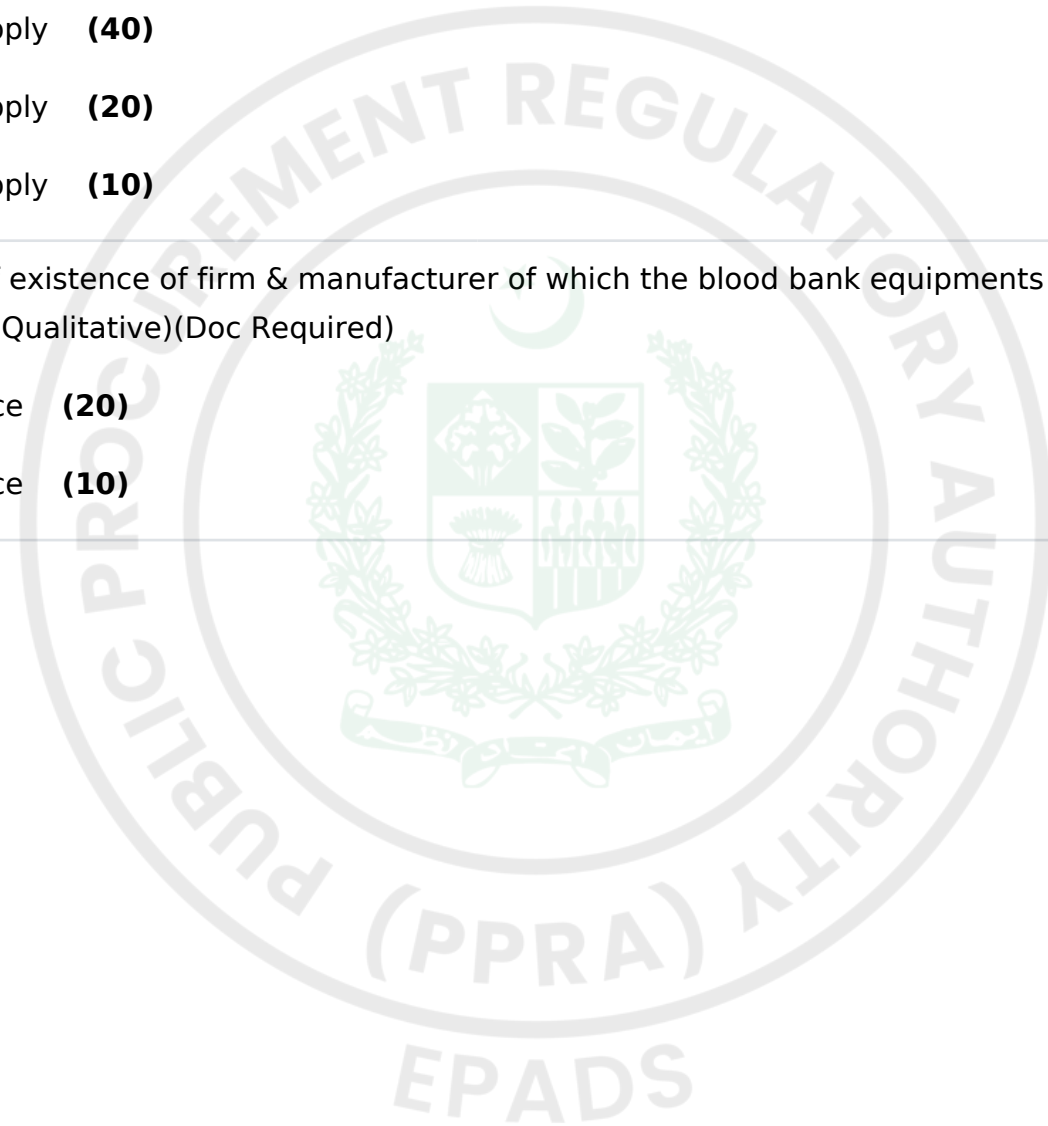 pply (40)
pply (20)
pply (10)
existence of firm & manufacturer of which the blood bank equipments
Qualitative)(Doc Required)
ce (20)
ce (10)
PUBLIC PROCUREMENT REGULATORY AUTHORITY
(PPRA)
EPADS